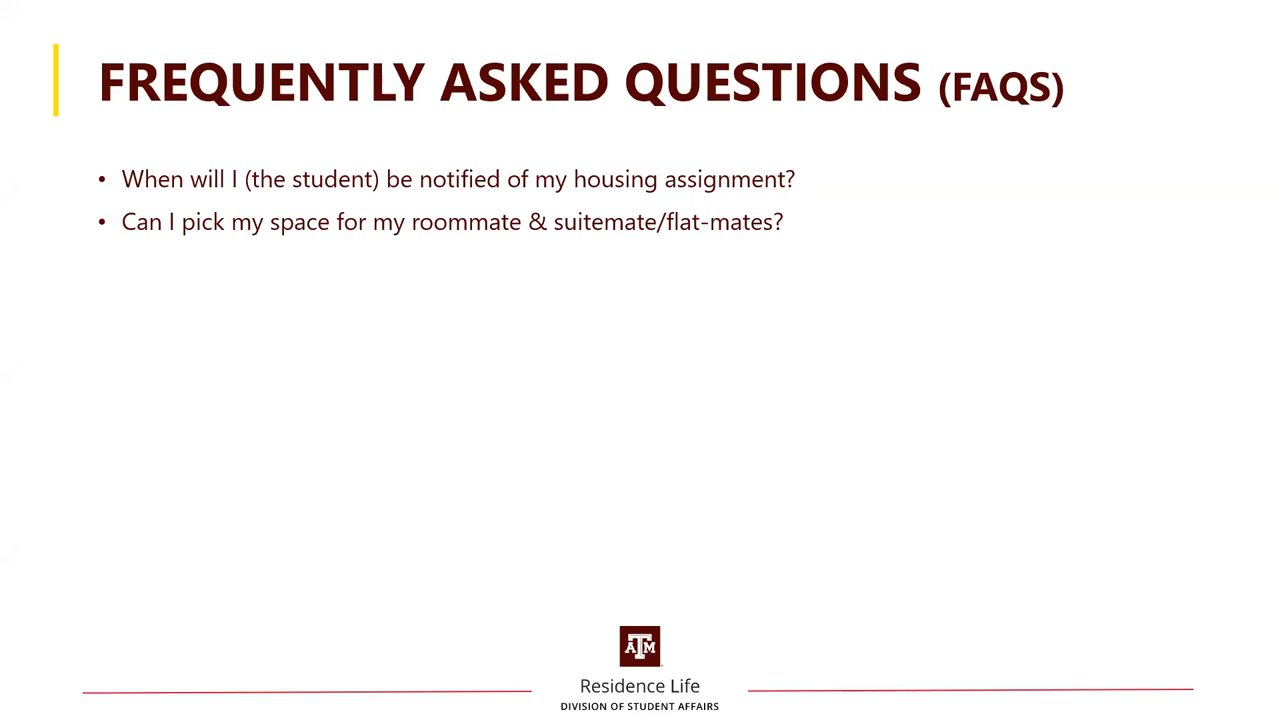 FREQUENTLY ASKED QUESTIONS (FAQS)
• When will I (the student) be notified of my housing assignment?
• Can I pick my space for my roommate & suitemate/flat-mates?
ATM
Residence Life
DIVISION OF STUDENT AFFAIRS